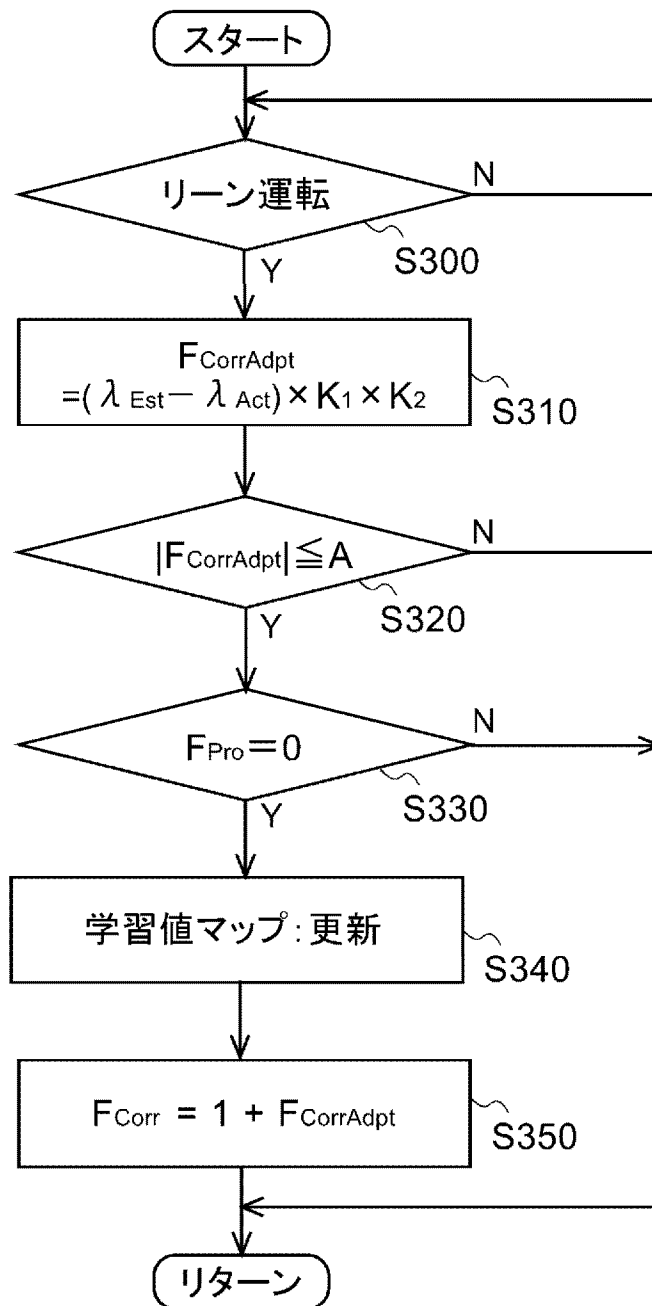 スタート
リーン運転
N
S300
Y
FCorrAdpt
=(λEst－λAct)×K1×K2
S310
|FCorrAdpt|≦A
N
S320
Y
FPro=0
N
S330
Y
学習値マップ:更新
S340
FCorr = 1 + FCorrAdpt
S350
リターン